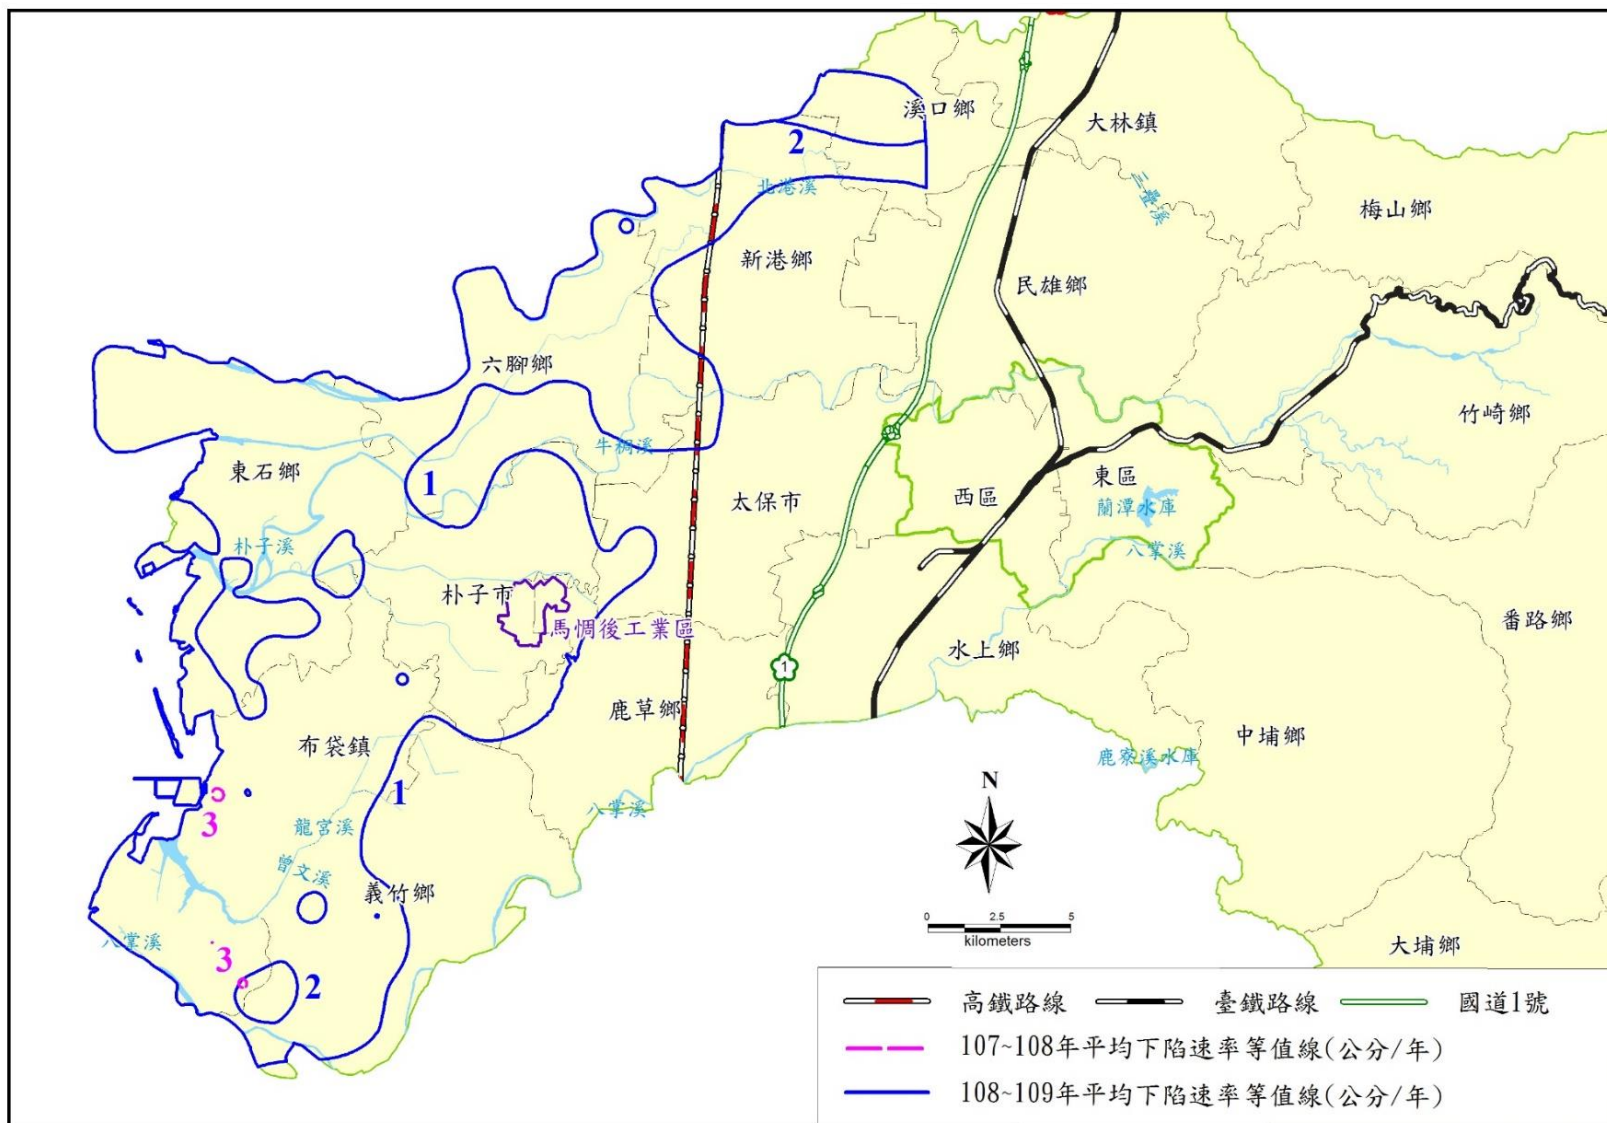 溪口鄉
大林鎮
2
北港溪
三疊溪
梅山鄉
新港鄉
民雄鄉
六腳鄉
竹崎鄉
牛稠溪
東石鄉
1
太保市
西區
東區
蘭潭水庫
朴子溪
八掌溪
朴子市
馬惆後工業區
番路鄉
水上鄉
1
鹿草鄉
布袋鎮
中埔鄉
鹿寮溪水庫
N
1
八掌溪
3
龍宮溪
曾文溪
義竹鄉
0 2.5 5
kilometers
八掌溪
大埔鄉
3
2
高鐵路線 臺鐵路線 國道1號
107~108年平均下陷速率等值線(公分/年)
108~109年平均下陷速率等值線(公分/年)